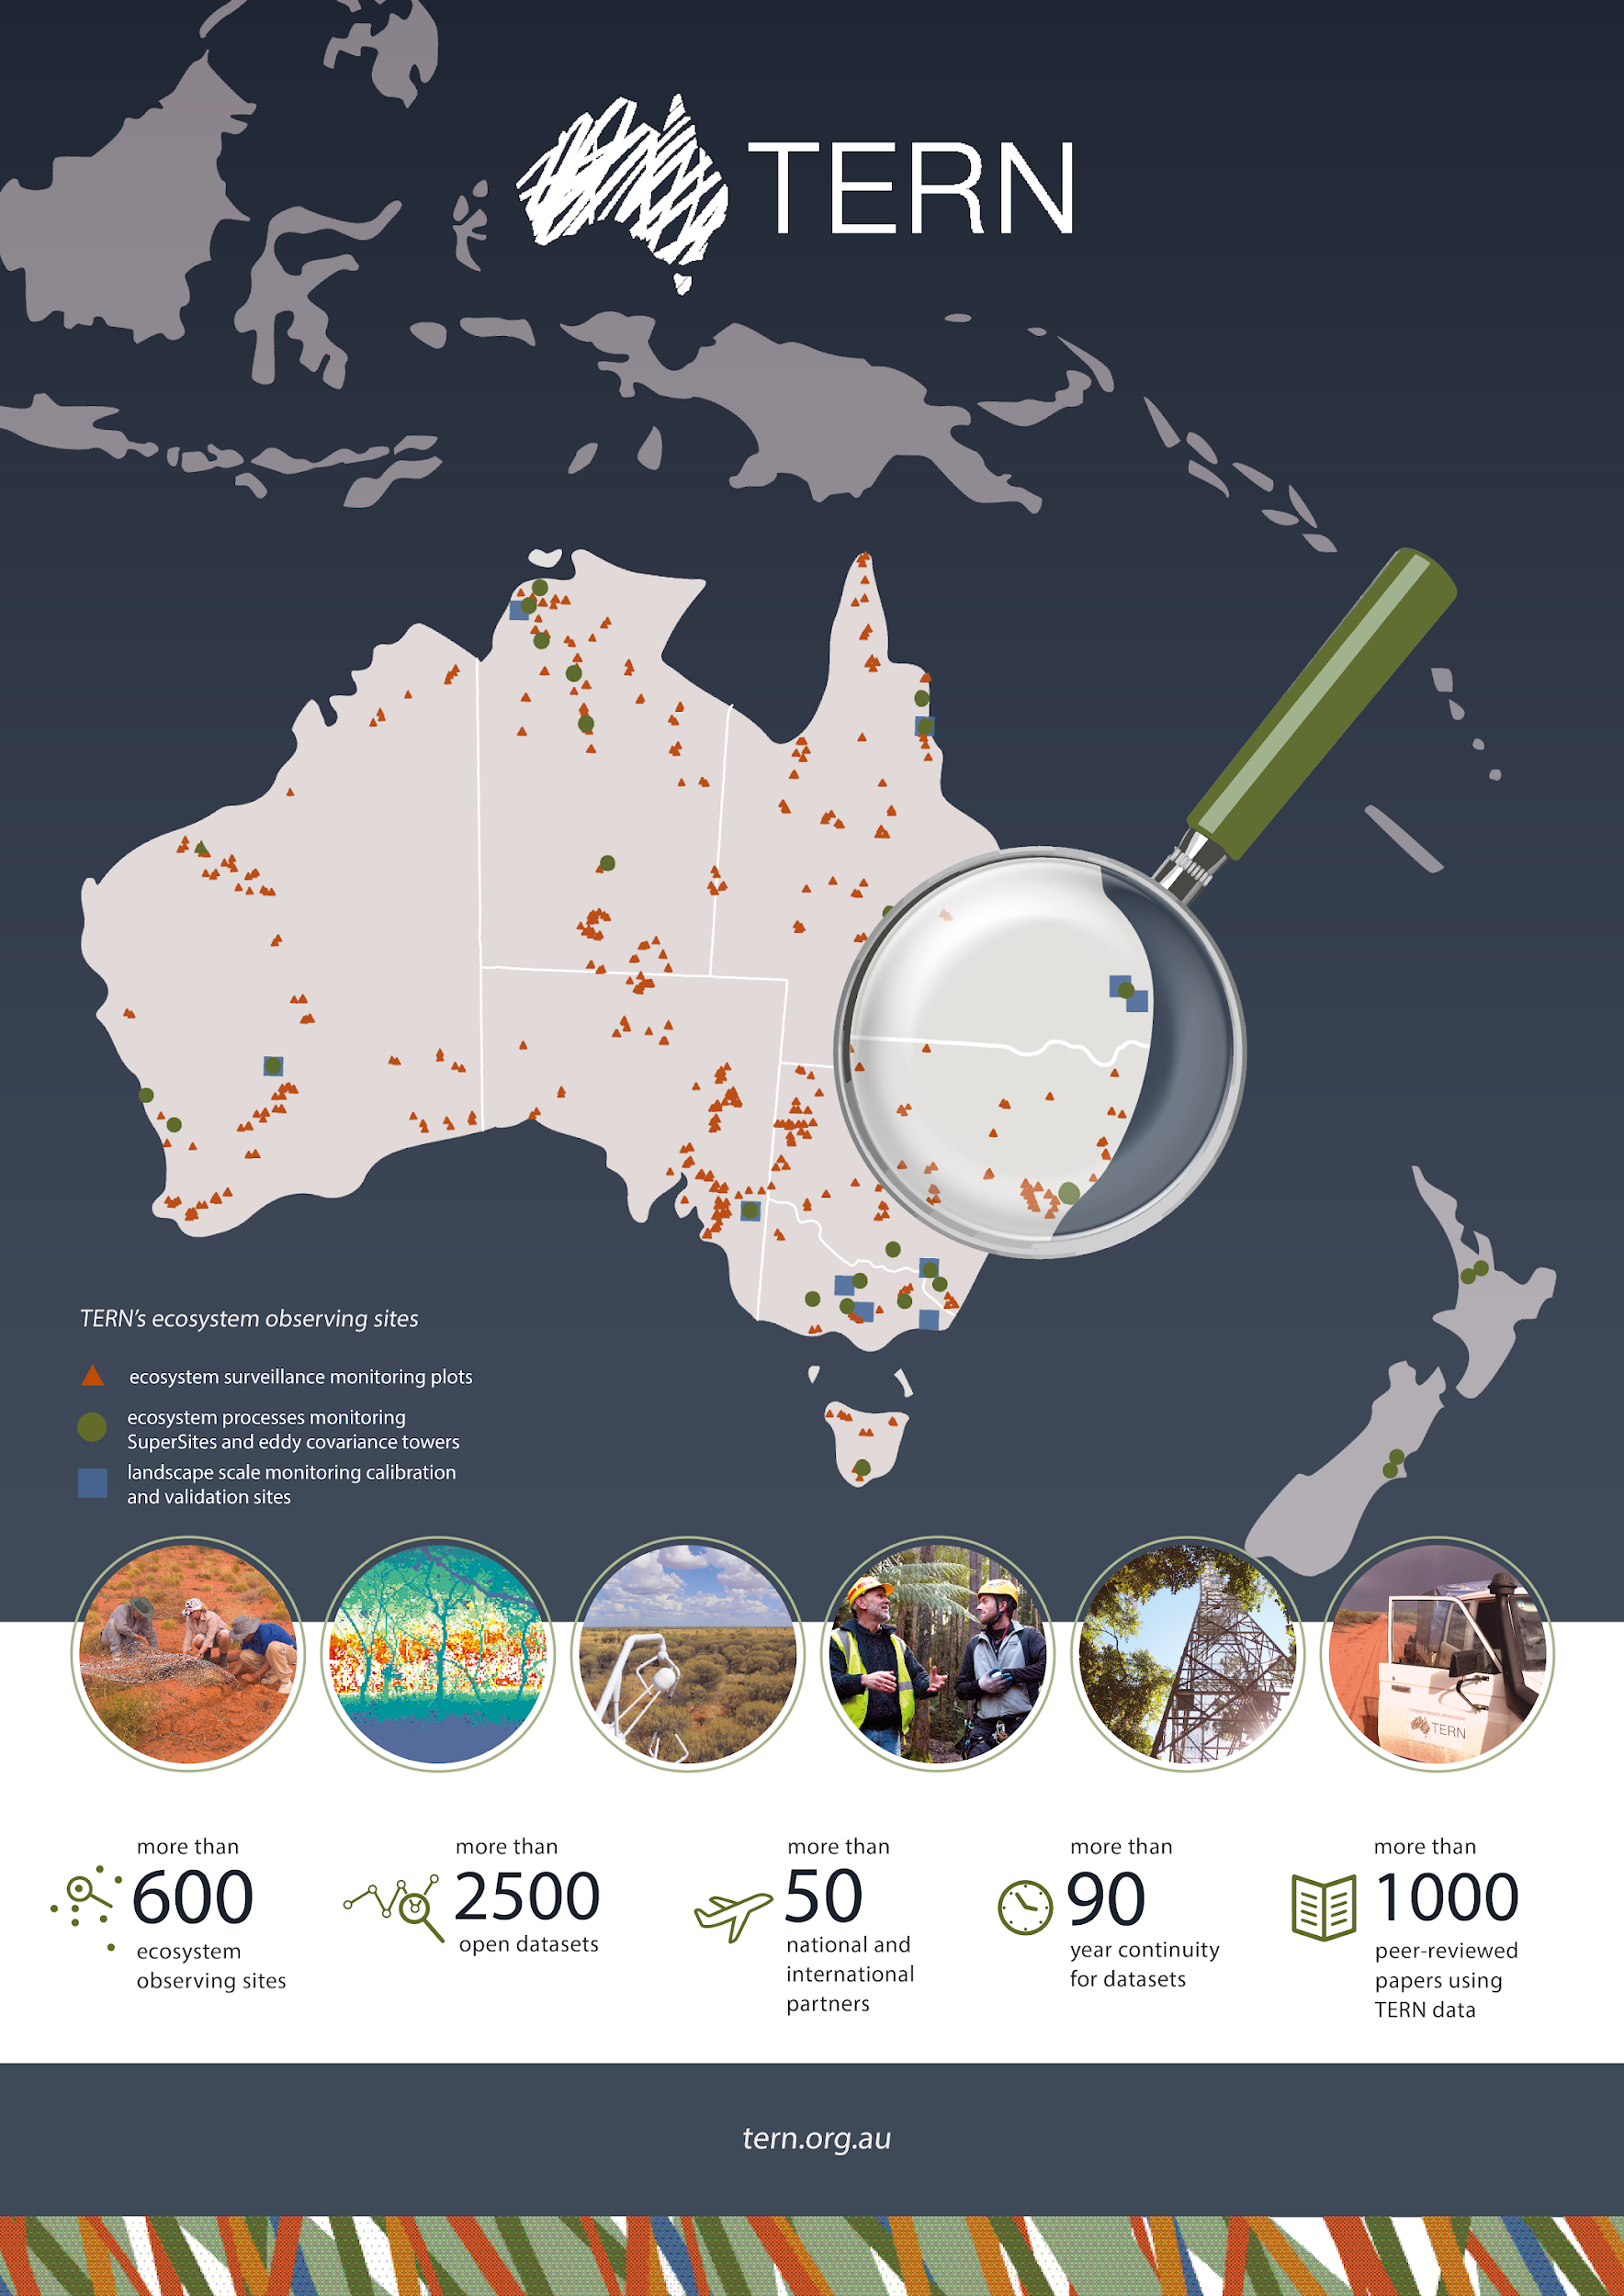 TERN
TERN's ecosystem observing sites
ecosystem surveillance monitoring plots
ecosystem processes monitoring
SuperSites and eddy covariance towers
landscape scale monitoring calibration
and validation sites
TERN
more than
600
ecosystem
observing sites
more than
2500
open datasets
more than
50
national and
international
partners
more than
90
year continuity
for datasets
more than
1000
peer-reviewed
papers using
TERN data
tern.org.au